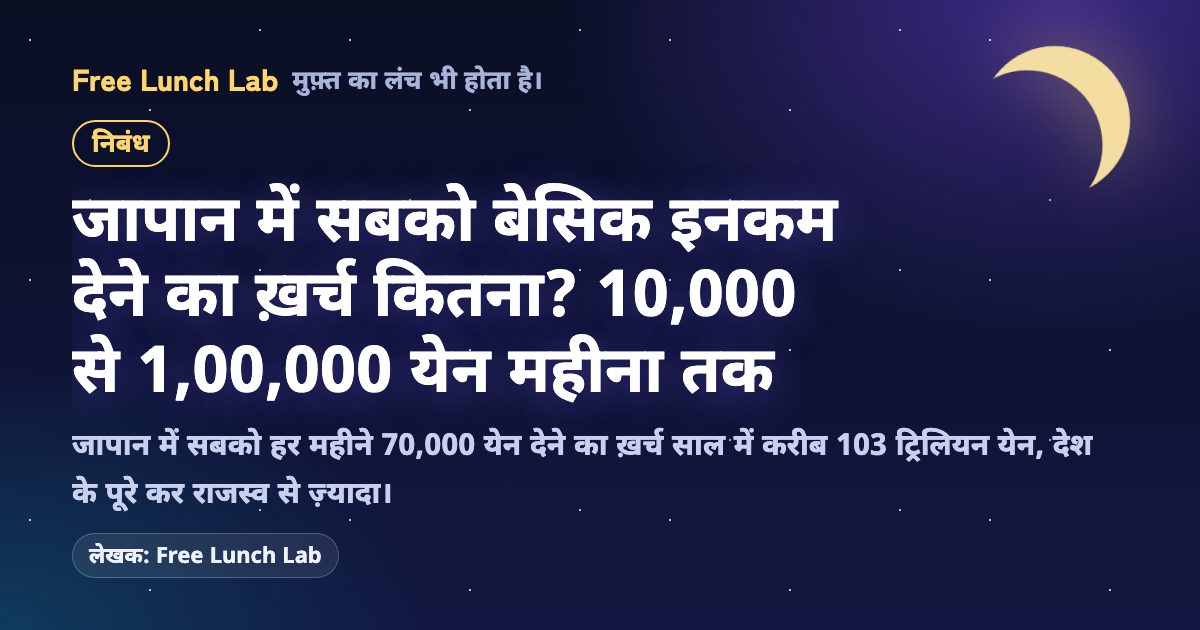 Free Lunch Lab मुफ़्त का लंच भी होता है।
निबंध
जापान में सबको बेसिक इनकम
देने का ख़र्च कितना? 10,000
से 1,00,000 येन महीना तक
जापान में सबको हर महीने 70,000 येन देने का ख़र्च साल में करीब 103 ट्रिलियन येन, देश
के पूरे कर राजस्व से ज़्यादा।
लेखक: Free Lunch Lab